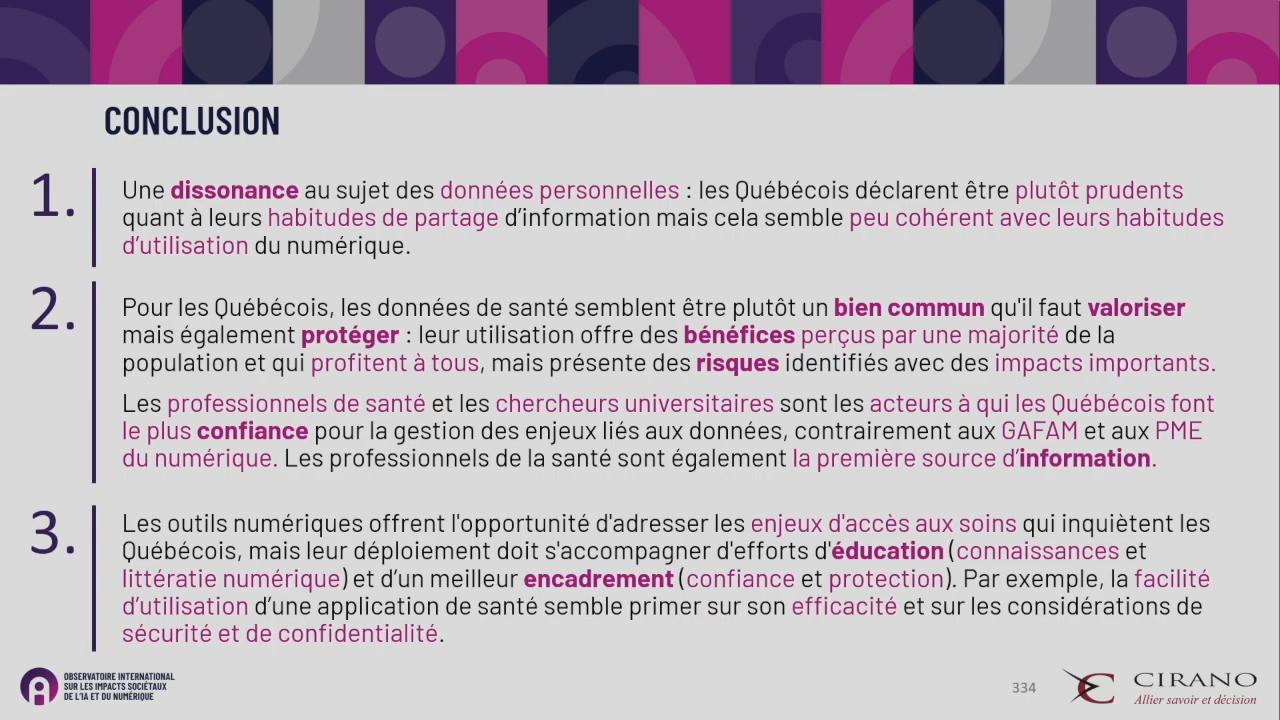 CONCLUSION
1.
Une dissonance au sujet des données personnelles : les Québécois déclarent être plutôt prudents
quant à leurs habitudes de partage d’information mais cela semble peu cohérent avec leurs habitudes
d’utilisation du numérique.
2.
Pour les Québécois, les données de santé semblent être plutôt un bien commun qu'il faut valoriser
mais également protéger : leur utilisation offre des bénéfices perçus par une majorité de la
population et qui profitent à tous, mais présente des risques identifiés avec des impacts importants.
Les professionnels de santé et les chercheurs universitaires sont les acteurs à qui les Québécois font
le plus confiance pour la gestion des enjeux liés aux données, contrairement aux GAFAM et aux PME
du numérique. Les professionnels de la santé sont également la première source d’information.
3.
Les outils numériques offrent l'opportunité d'adresser les enjeux d'accès aux soins qui inquiètent les
Québécois, mais leur déploiement doit s'accompagner d'efforts d'éducation (connaissances et
littératie numérique) et d’un meilleur encadrement (confiance et protection). Par exemple, la facilité
d’utilisation d’une application de santé semble primer sur son efficacité et sur les considérations de
sécurité et de confidentialité.
OBSERVATOIRE INTERNATIONAL
SUR LES IMPACTS SOCIÉTAUX
DE L’IA ET DU NUMÉRIQUE
334
CIRANO
Allier savoir et décision